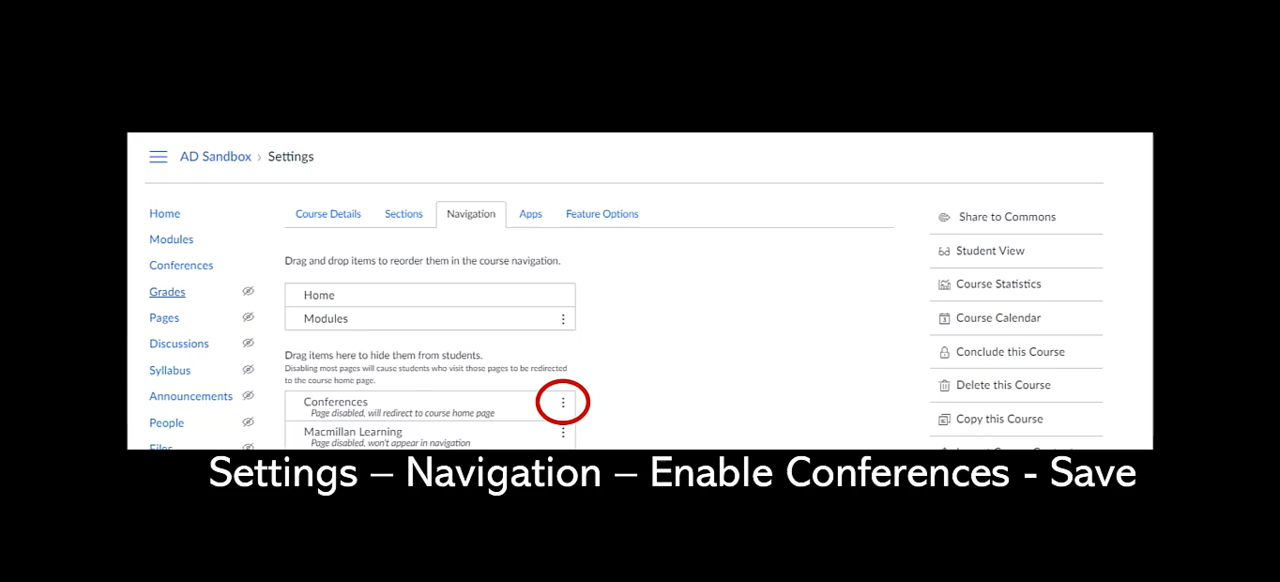 AD Sandbox › Settings
Home
Modules
Conferences
Grades
Pages
Discussions
Syllabus
Announcements
People
Files
Course Details Sections Navigation Apps Feature Options
Drag and drop items to reorder them in the course navigation.
Home
Modules
Drag items here to hide them from students.
Disabling most pages will cause students who visit those pages to be redirected
to the course home page.
Conferences
Page disabled, will redirect to course home page
Macmillan Learning
Page disabled, won't appear in navigation
Share to Commons
Student View
Course Statistics
Course Calendar
Conclude this Course
Delete this Course
Copy this Course
Settings – Navigation – Enable Conferences - Save